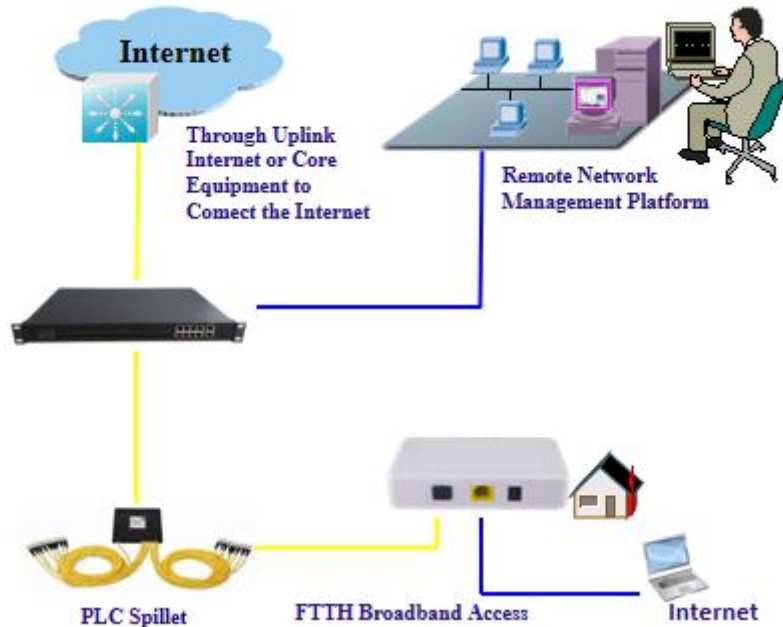 Internet
Through Uplink
Internet or Core
Equipment to
Comect the Internet
Remote Network
Management Platform
PLC Spillet
FTTH Broadband Access
Internet